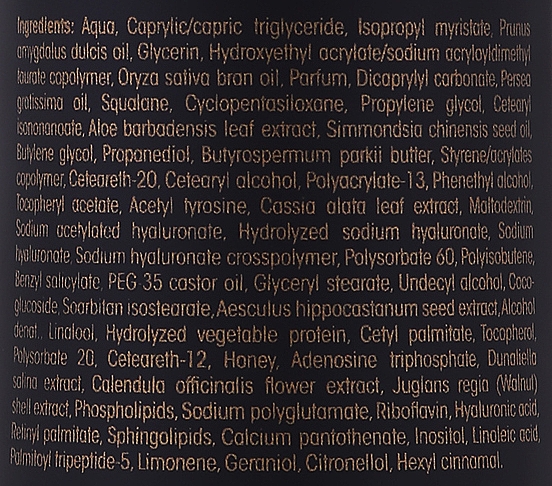 Ingredients: Aqua, Caprylic/capric triglyceride, Isopropyl myristate, Prunus
amygdalus dulcis oil, Glycerin, Hydroxyethyl acrylate/sodium acryloyldimethyl
taurate copolymer, Oryza sativa bran oil, Parfum, Dicaprylyl carbonate, Persea
gratissima oil, Squalane, Cyclopentasiloxane, Propylene glycol, Cetearyl
isononanoate, Aloe barbadensis leaf extract, Simmondsia chinensis seed oil,
Butylene glycol, Propanediol, Butyrospermum parkii butter, Styrene/acrylates
copolymer, Ceteareth-20, Cetearyl alcohol, Polyacrylate-13, Phenethyl alcohol,
Tocopheryl acetate, Acetyl tyrosine, Cassia alata leaf extract, Maltodextrin,
Sodium acetylated hyaluronate, Hydrolyzed sodium hyaluronate, Sodium
hyaluronate, Sodium hyaluronate crosspolymer, Polysorbate 60, Polyisobutene,
Benzyl salicylate, PEG-35 castor oil, Glyceryl stearate, Undecyl alcohol, Coco-
glucoside, Soarbitan isostearate, Aesculus hippocastanum seed extract, Alcohol
denat., Linalool, Hydrolyzed vegetable protein, Cetyl palmitate, Tocopherol,
Polysorbate 20, Ceteareth-12, Honey, Adenosine triphosphate, Dunaliella
salina extract, Calendula officinalis flower extract, Juglans regia (Walnul)
shell extract, Phospholipids, Sodium polyglutamate, Riboflavin, Hyaluronic acid,
Retinyl palmitate, Sphingolipids, Calcium pantothenate, Inositol, Linoleic acid,
Palmitoyl tripeptide-5, Limonene, Geraniol, Citronellol, Hexyl cinnamal.